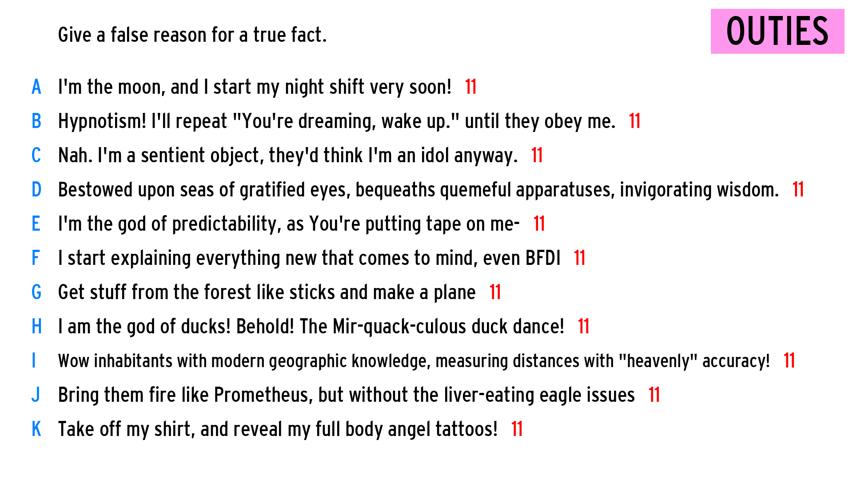 Give a false reason for a true fact.
OUTIES
A I'm the moon, and I start my night shift very soon! 11
B Hypnotism! I'll repeat "You're dreaming, wake up." until they obey me. 11
C Nah. I'm a sentient object, they'd think I'm an idol anyway. 11
D Bestowed upon seas of gratified eyes, bequeaths quemeful apparatuses, invigorating wisdom. 11
E I'm the god of predictability, as You're putting tape on me- 11
F I start explaining everything new that comes to mind, even BFDI 11
G Get stuff from the forest like sticks and make a plane 11
H I am the god of ducks! Behold! The Mir-quack-culous duck dance! 11
I Wow inhabitants with modern geographic knowledge, measuring distances with "heavenly" accuracy! 11
J Bring them fire like Prometheus, but without the liver-eating eagle issues 11
K Take off my shirt, and reveal my full body angel tattoos! 11